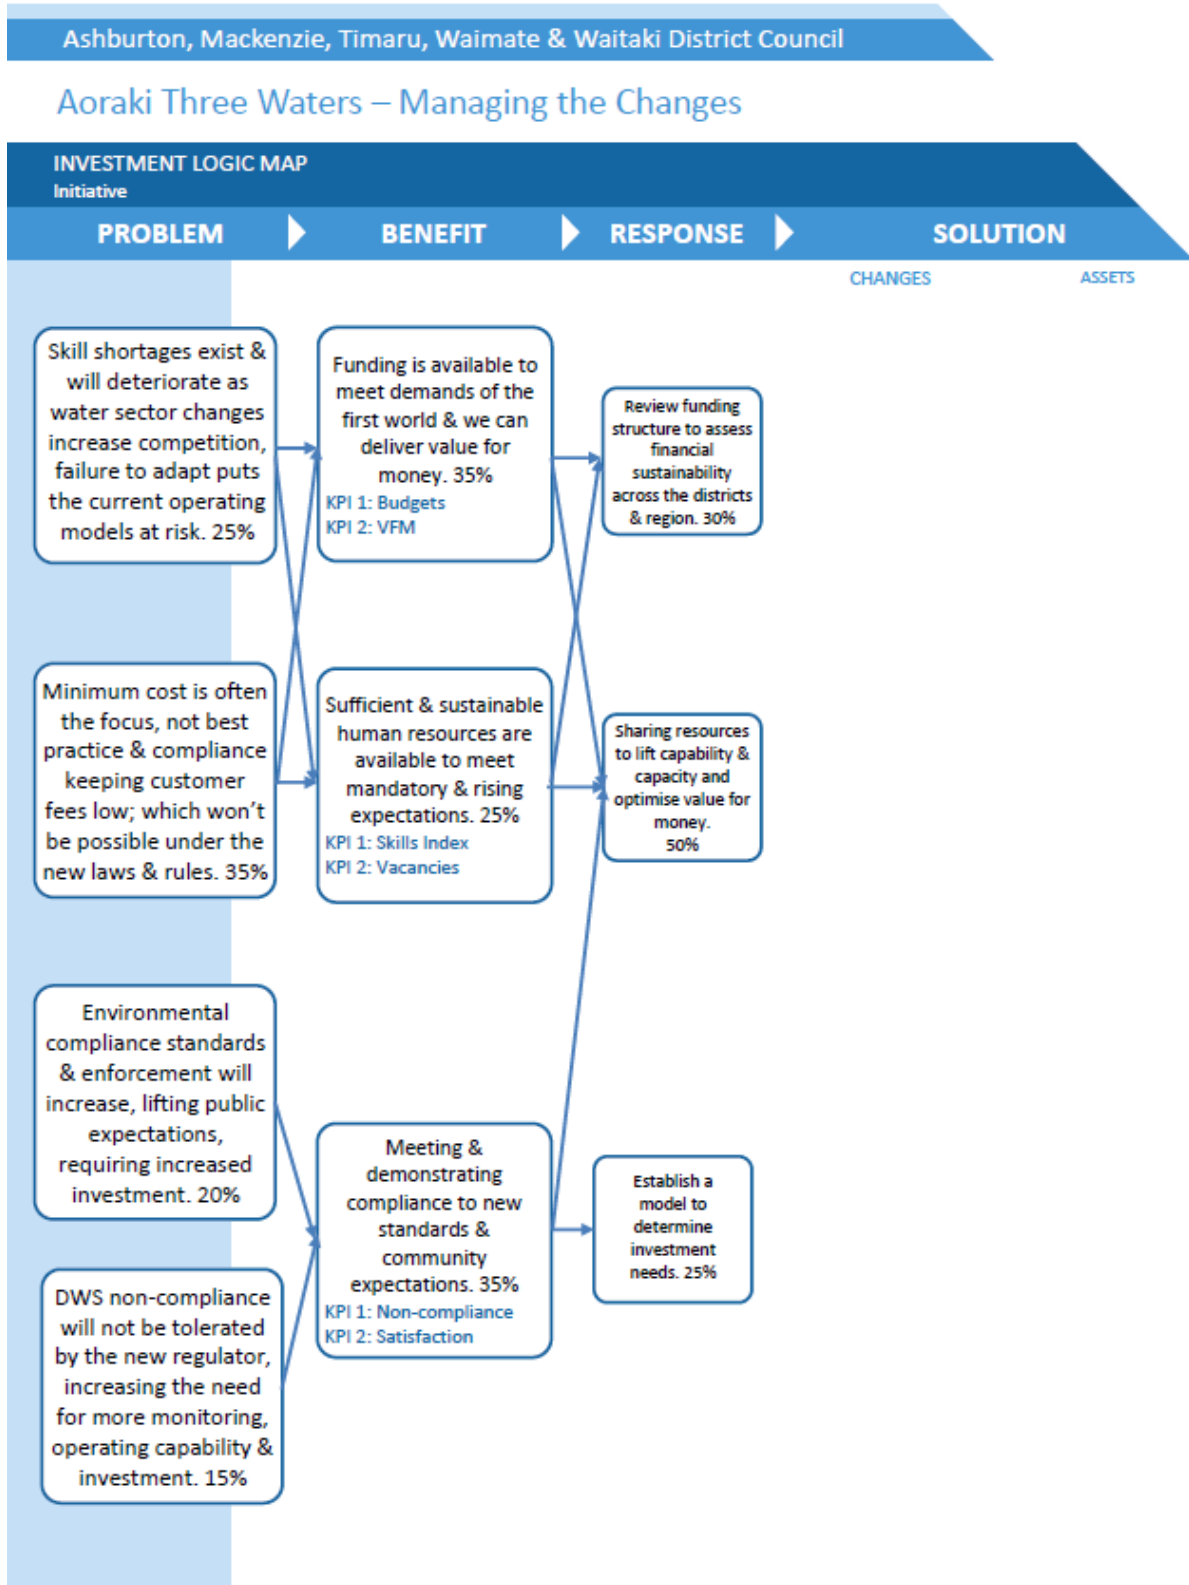 Ashburton, Mackenzie, Timaru, Waimate & Waitaki District Council
Aoraki Three Waters – Managing the Changes
INVESTMENT LOGIC MAP
Initiative
PROBLEM
BENEFIT
RESPONSE
SOLUTION
CHANGES
ASSETS
Skill shortages exist &
will deteriorate as
water sector changes
increase competition,
failure to adapt puts
the current operating
models at risk. 25%
Minimum cost is often
the focus, not best
practice & compliance
keeping customer
fees low; which won't
be possible under the
new laws & rules. 35%
Environmental
compliance standards
& enforcement will
increase, lifting public
expectations,
requiring increased
investment. 20%
DWS non-compliance
will not be tolerated
by the new regulator,
increasing the need
for more monitoring,
operating capability &
investment. 15%
Funding is available to
meet demands of the
first world & we can
deliver value for
money. 35%
KPI 1: Budgets
KPI 2: VFM
Sufficient & sustainable
human resources are
available to meet
mandatory & rising
expectations. 25%
KPI 1: Skills Index
KPI 2: Vacancies
Meeting &
demonstrating
compliance to new
standards &
community
expectations. 35%
KPI 1: Non-compliance
KPI 2: Satisfaction
Review funding
structure to assess
financial
sustainability
across the districts
& region. 30%
Sharing resources
to lift capability &
capacity and
optimise value for
money.
50%
Establish a
model to
determine
investment
needs. 25%